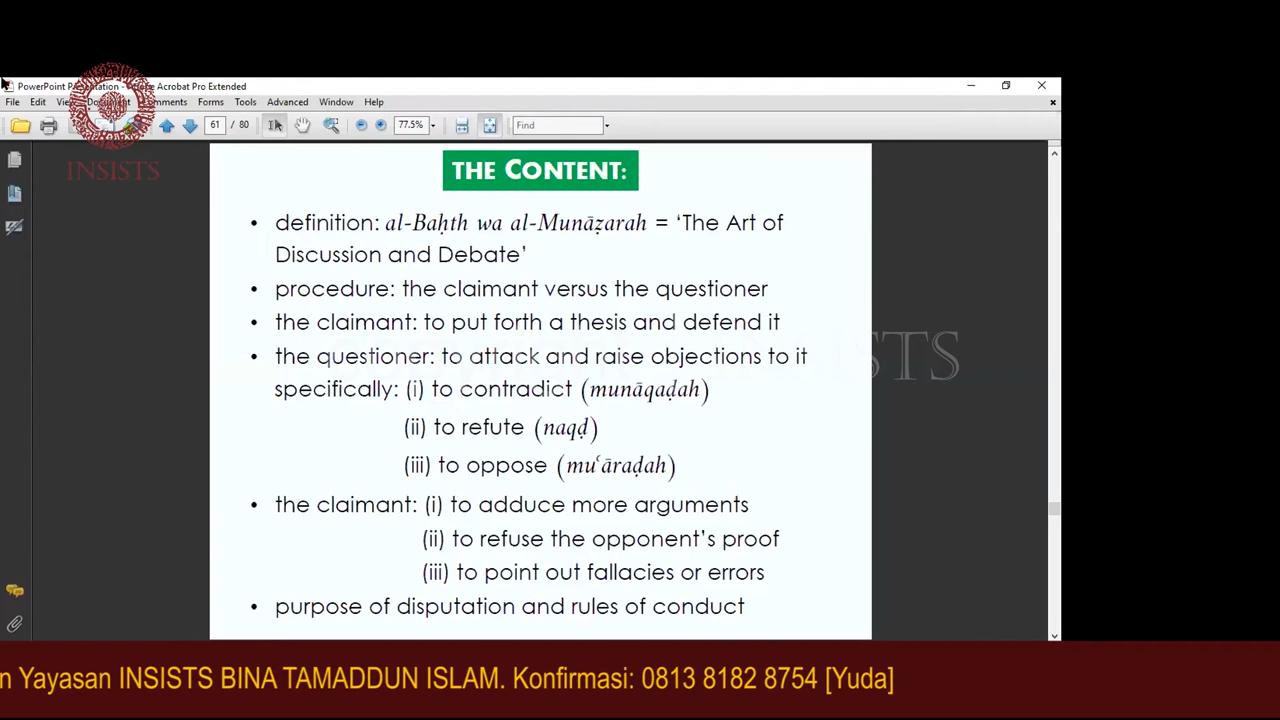 PowerPoint P
be Acrobat Pro Extended
File Edit Vi Document Comments Forms Tools Advanced Window Help
61 / 80 77.5% Find
INSISTS
THE CONTENT:
• definition: al-Baḥth wa al-Munāẓarah = ‘The Art of
Discussion and Debate’
• procedure: the claimant versus the questioner
• the claimant: to put forth a thesis and defend it
• the questioner: to attack and raise objections to it
specifically: (i) to contradict (munāqaḍah)
(ii) to refute (naqḍ)
(iii) to oppose (muʿāraḍah)
• the claimant: (i) to adduce more arguments
(ii) to refuse the opponent’s proof
(iii) to point out fallacies or errors
• purpose of disputation and rules of conduct
n Yayasan INSISTS BINA TAMADDUN ISLAM. Konfirmasi: 0813 8182 8754 [Yuda]